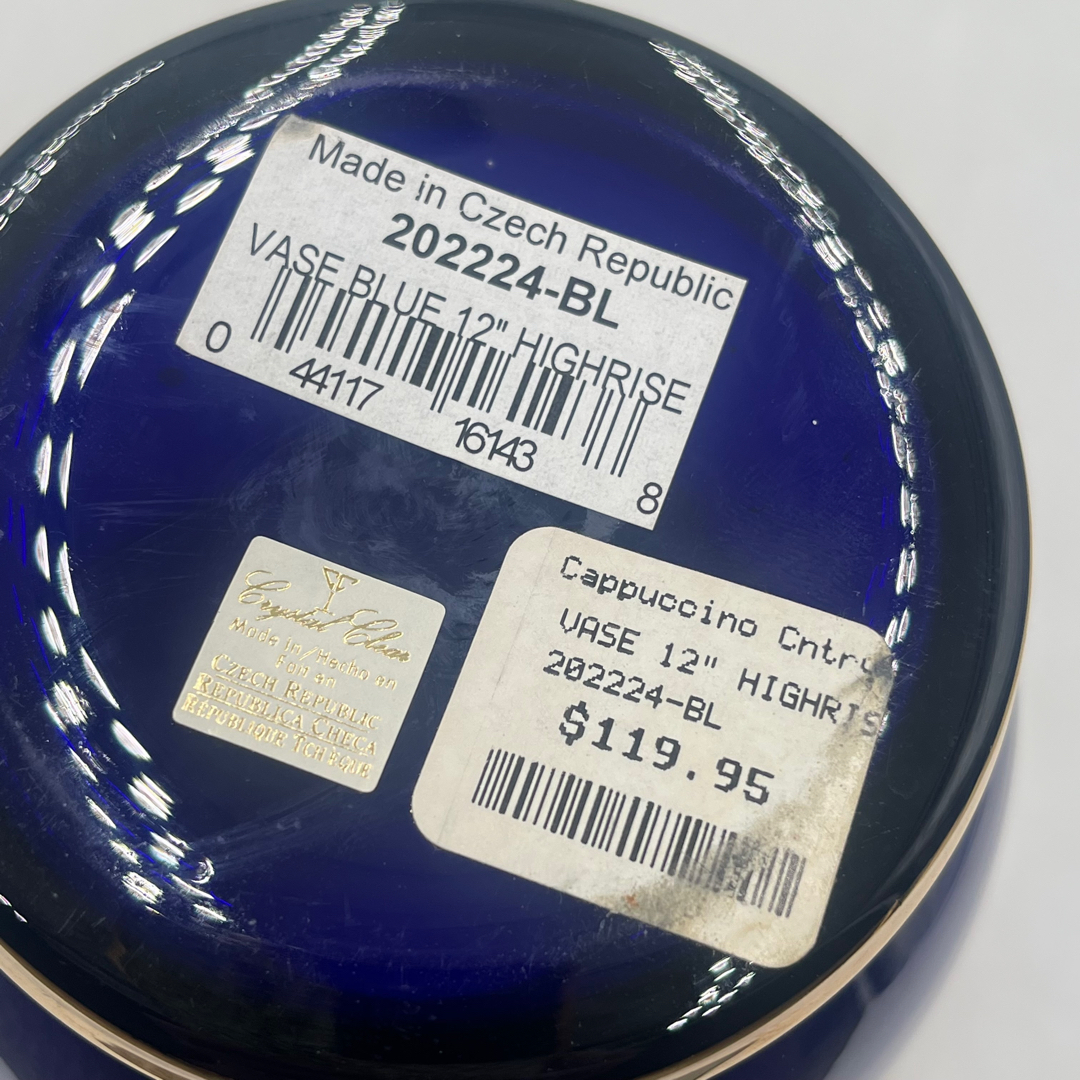 Made in Czech Republic
202224-BL
VASE BLUE 12" HIGHRISE
0 44117 16143 8
Crystal Clear
Made in/Hecho en
Fait en
CZECH REPUBLIC
REPUBLICA CHECA
RÉPUBLIQUE TCHÈQUE
Cappuccino Cntry
VASE 12" HIGHRIS
202224-BL
$119.95